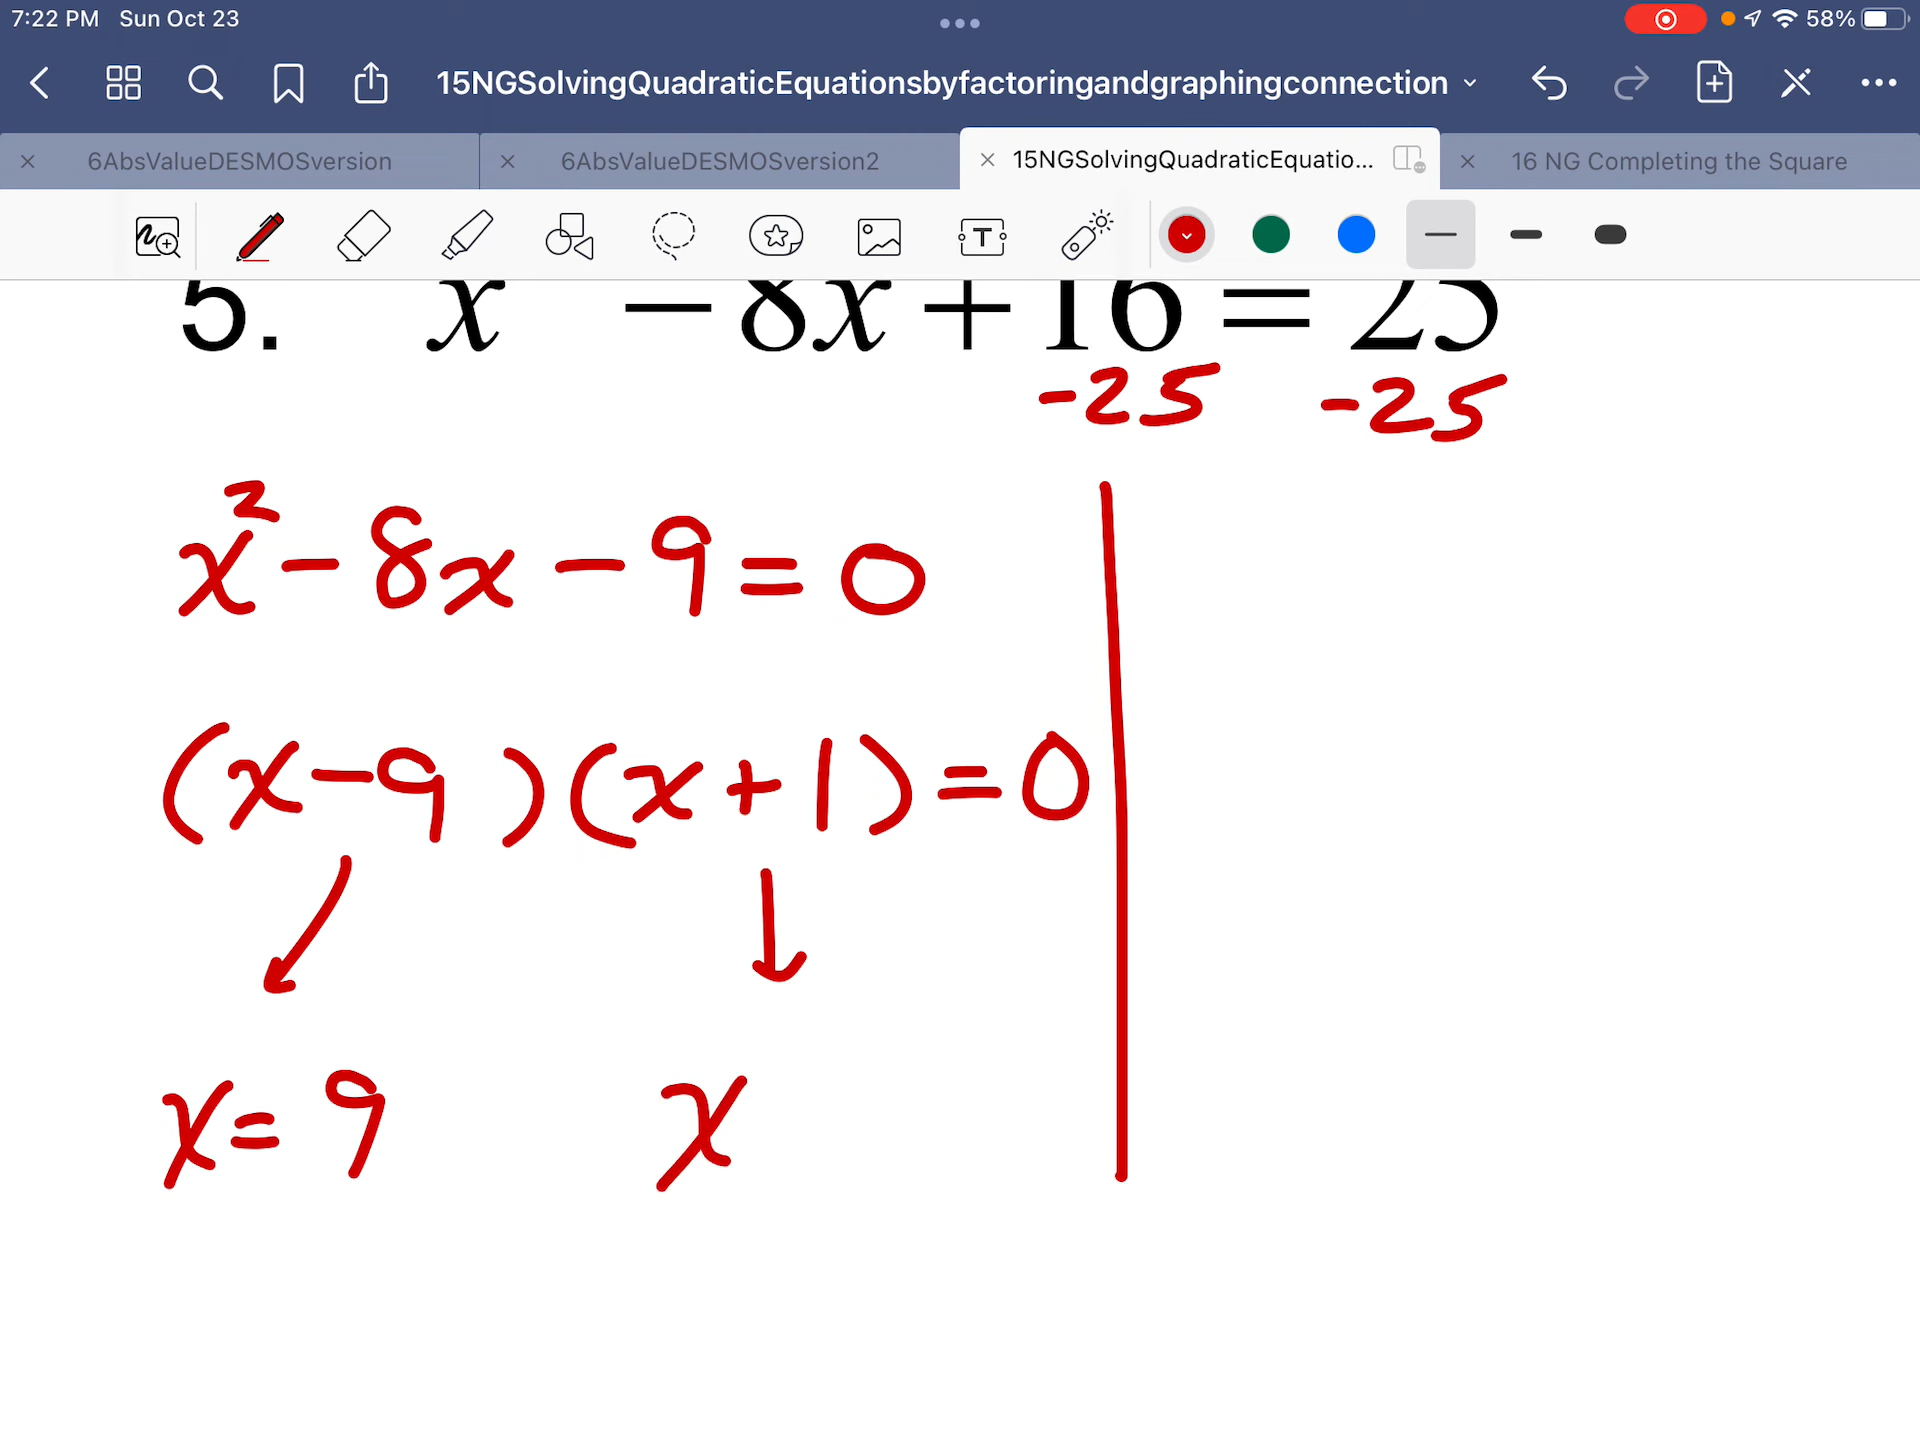 7:22 PM Sun Oct 23
58%
15NGSolvingQuadraticEquationsbyfactoringandgraphingconnection
6AbsValueDESMOSversion
6AbsValueDESMOSversion2
15NGSolvingQuadraticEquatio...
16 NG Completing the Square
T
5. x - 8x + 16 = 25
-25 -25
x² - 8x - 9 = 0
(x - 9)(x + 1) = 0
x = 9 x